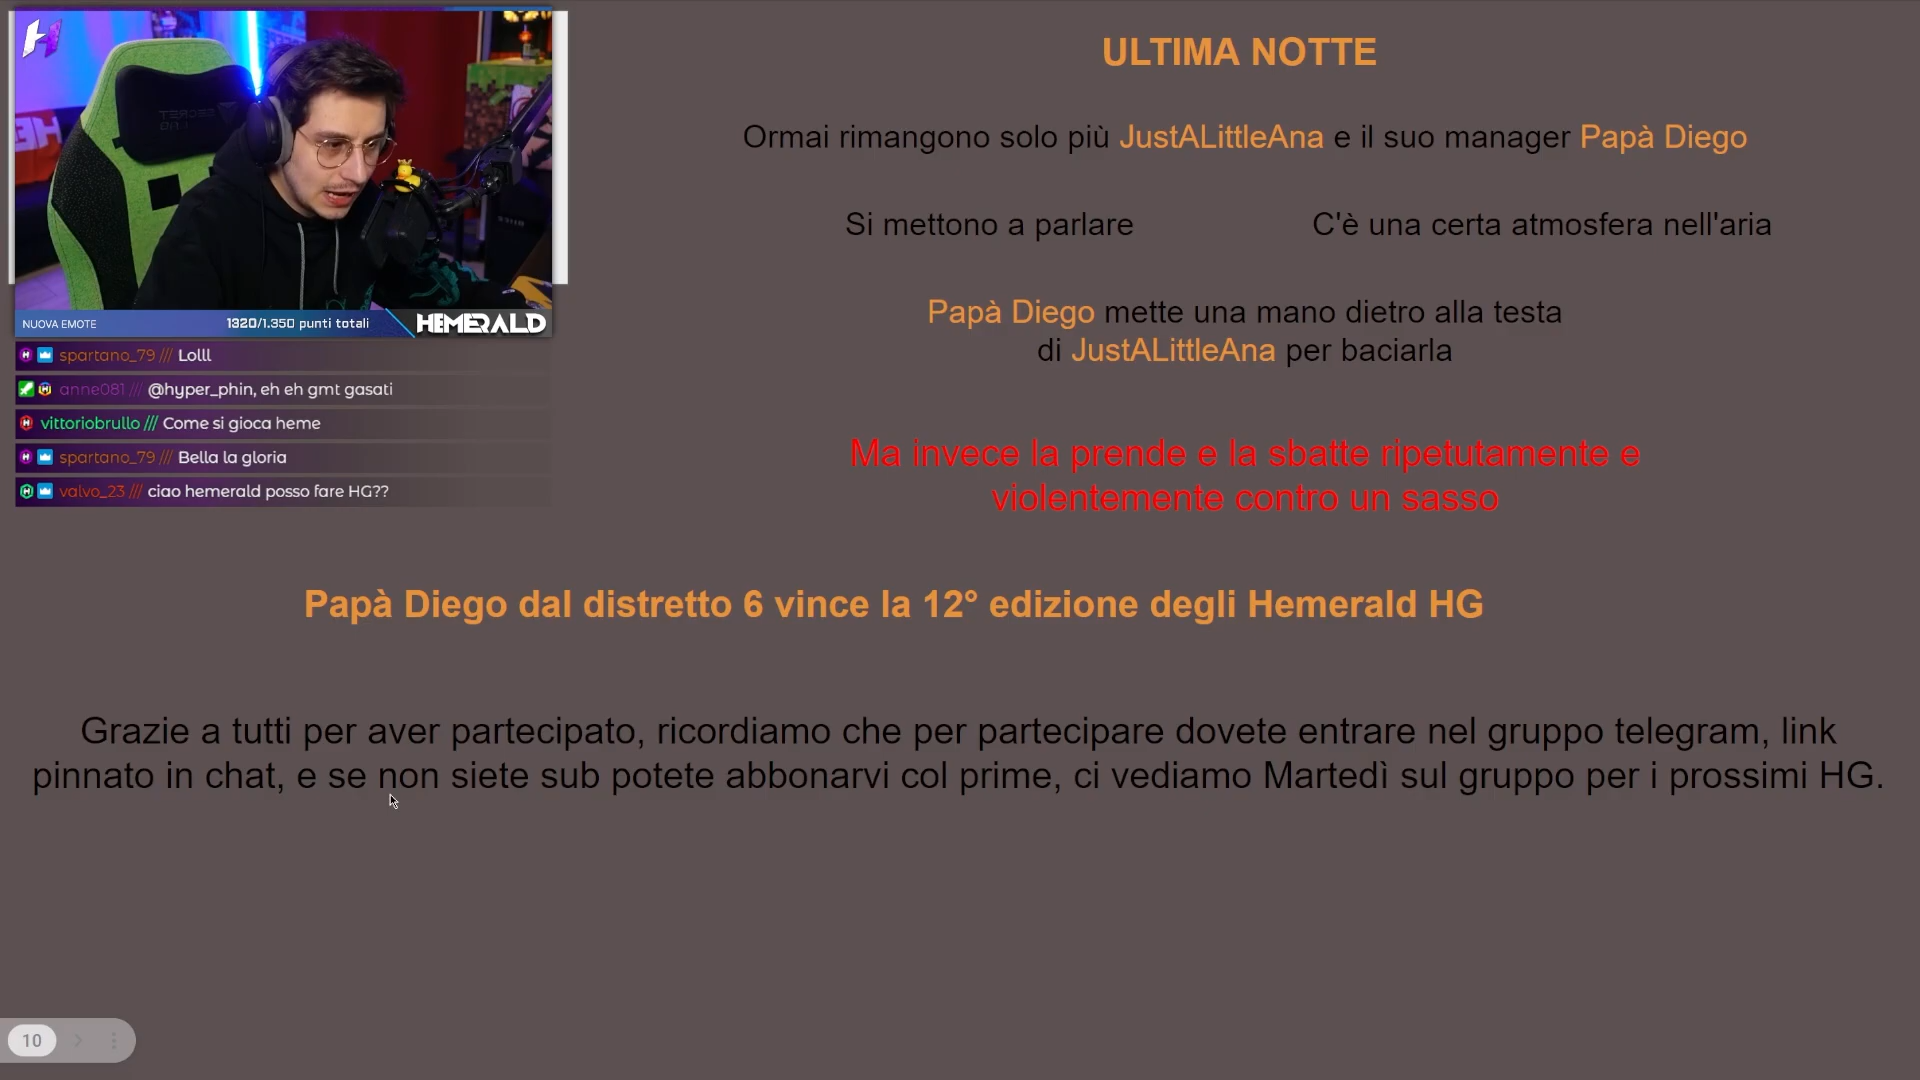 ULTIMA NOTTE
Ormai rimangono solo più JustALittleAna e il suo manager Papà Diego
Si mettono a parlare
C'è una certa atmosfera nell'aria
Papà Diego mette una mano dietro alla testa
di JustALittleAna per baciarla
Ma invece la prende e la sbatte ripetutamente e
violentemente contro un sasso
NUOVA EMOTE
1320/1.350 punti totali
HEMERALD
spartano_79 /// Lolll
anne081 /// @hyper_phin, eh eh gmt gasati
vittoriobrullo /// Come si gioca heme
spartano_79 /// Bella la gloria
valvo_23 /// ciao hemerald posso fare HG??
Papà Diego dal distretto 6 vince la 12° edizione degli Hemerald HG
Grazie a tutti per aver partecipato, ricordiamo che per partecipare dovete entrare nel gruppo telegram, link
pinnato in chat, e se non siete sub potete abbonarvi col prime, ci vediamo Martedì sul gruppo per i prossimi HG.
10